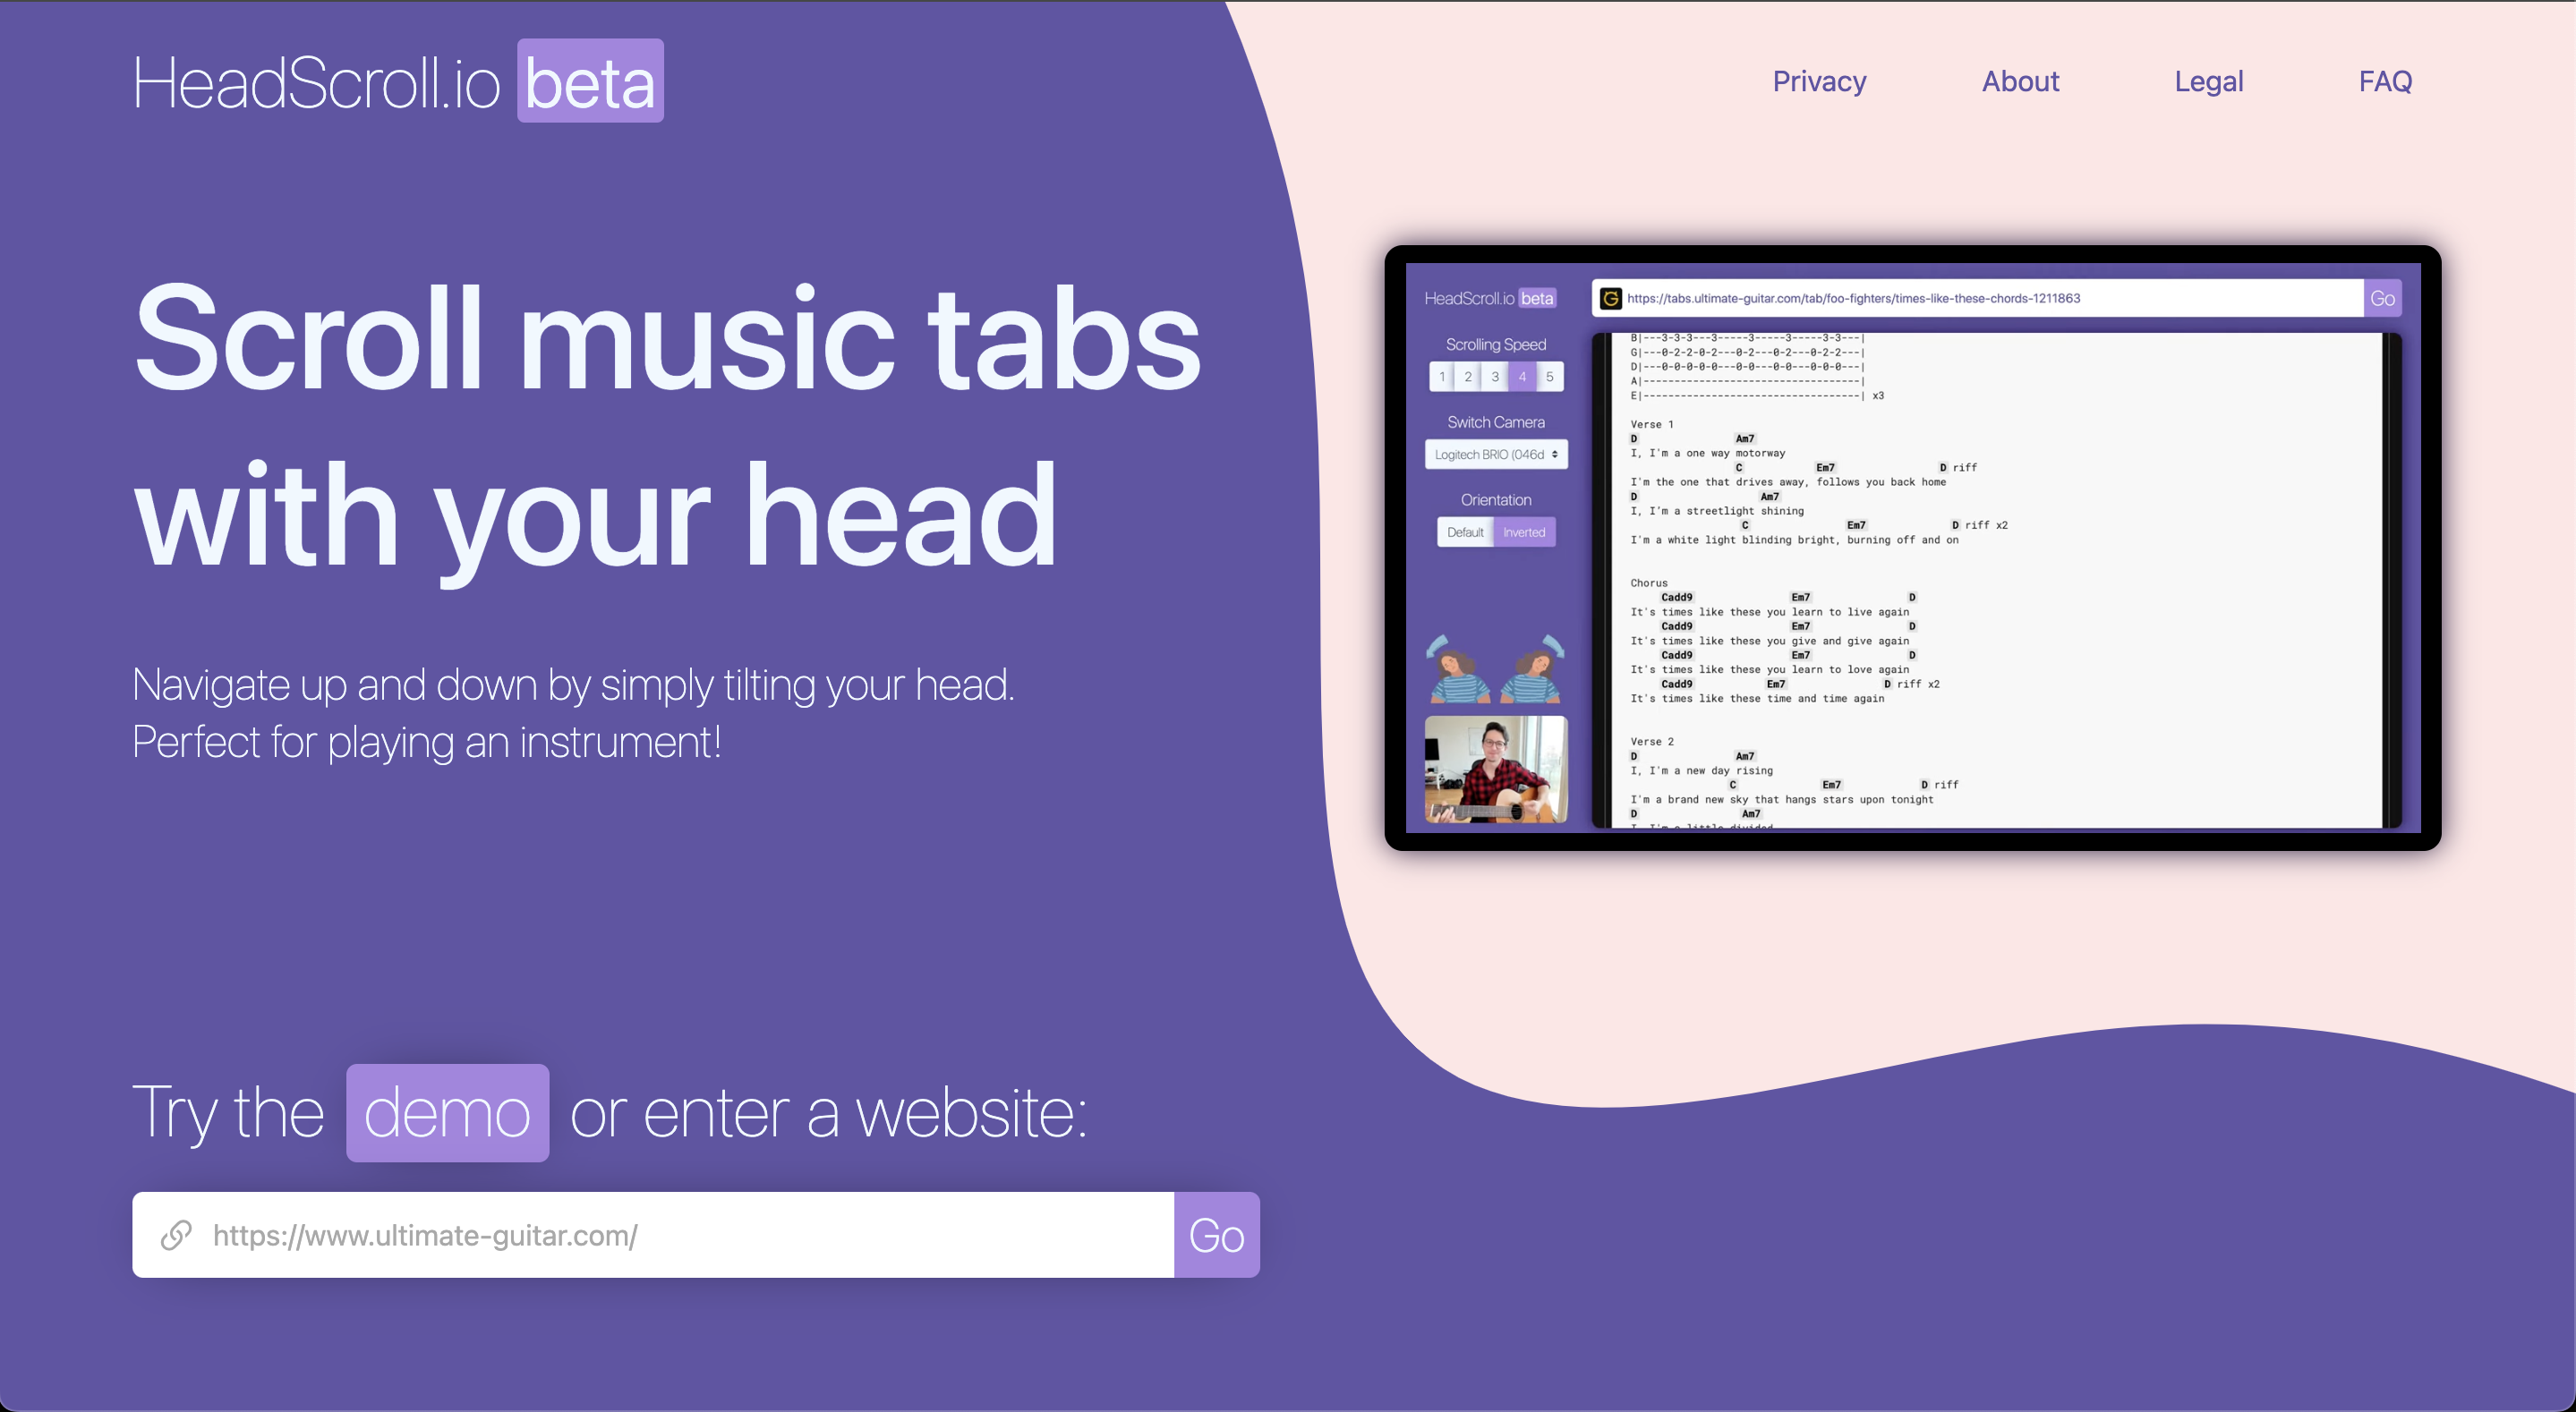 HeadScroll.io beta
Privacy About Legal FAQ
Scroll music tabs
with your head
Navigate up and down by simply tilting your head.
Perfect for playing an instrument!
Try the demo or enter a website:
https://www.ultimate-guitar.com/ Go
HeadScroll.io beta
https://tabs.ultimate-guitar.com/tab/foo-fighters/times-like-these-chords-1211863 Go
Scrolling Speed
1 2 3 4 5
Switch Camera
Logitech BRIO (046d
Orientation
Default Inverted
B|---3-3-3---3-----3-----3-----3-3---|
G|---0-2-2-0-2---0-2---0-2---0-2-2---|
D|---0-0-0-0-0---0-0---0-0---0-0-0---|
A|-----------------------------------|
E|-----------------------------------| x3
Verse 1
D Am7
I, I'm a one way motorway
C Em7 D riff
I'm the one that drives away, follows you back home
D Am7
I, I'm a streetlight shining
C Em7 D riff x2
I'm a white light blinding bright, burning off and on
Chorus
Cadd9 Em7 D
It's times like these you learn to live again
Cadd9 Em7 D
It's times like these you give and give again
Cadd9 Em7 D
It's times like these you learn to love again
Cadd9 Em7 D riff x2
It's times like these time and time again
Verse 2
D Am7
I, I'm a new day rising
C Em7 D riff
I'm a brand new sky that hangs stars upon tonight
D Am7
I, I'm a little divided